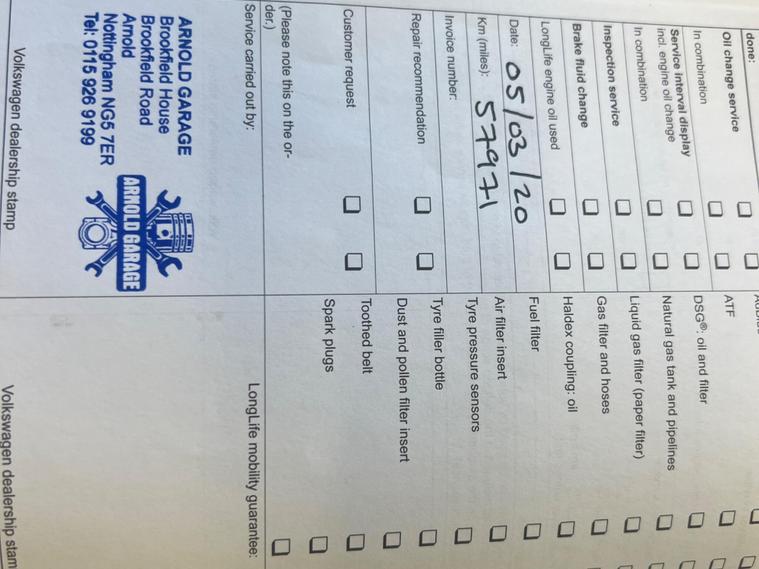 done:
Oil change service
In combination
Service interval display
incl. engine oil change
In combination
Inspection service
Brake fluid change
LongLife engine oil used
Date: 05/03/20
Km (miles): 57971
Invoice number:
Repair recommendation
Customer request
(Please note this on the or-
der.)
Service carried out by:
ARNOLD GARAGE
Brookfield House
Brookfield Road
Arnold
Nottingham NG5 7ER
Tel: 0115 926 9199
ARNOLD GARAGE
Volkswagen dealership stamp
ATF
DSG®: oil and filter
Natural gas tank and pipelines
Liquid gas filter (paper filter)
Gas filter and hoses
Haldex coupling: oil
Fuel filter
Air filter insert
Tyre pressure sensors
Tyre filler bottle
Dust and pollen filter insert
Toothed belt
Spark plugs
LongLife mobility guarantee:
Volkswagen dealership stam